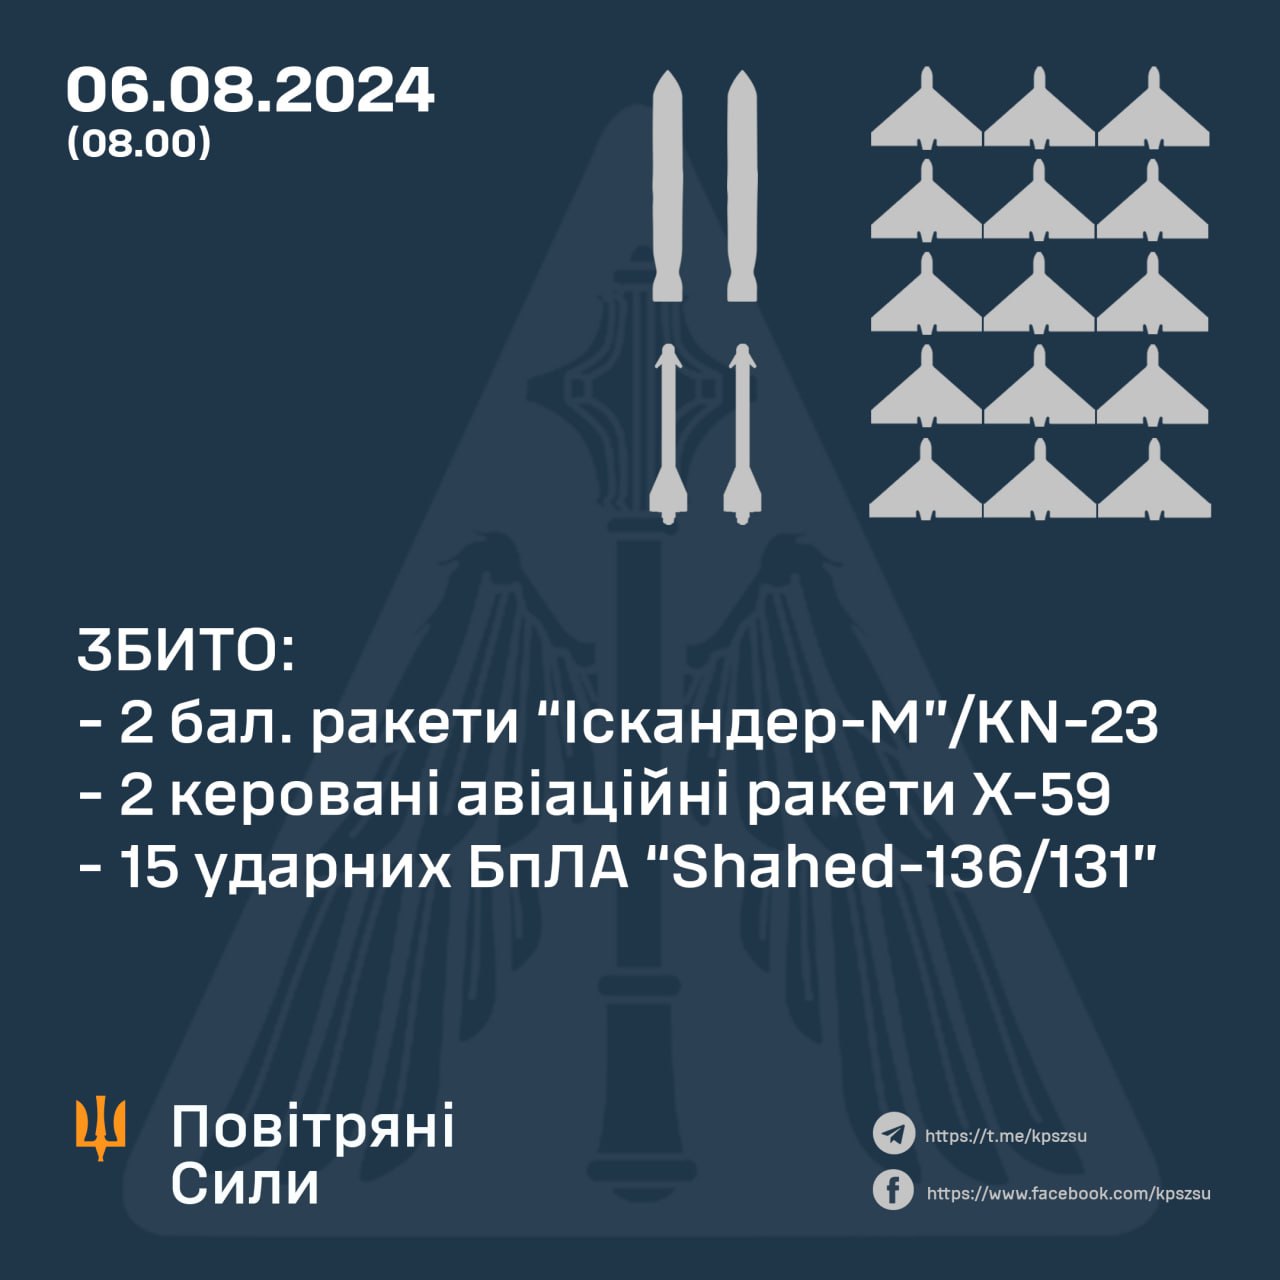 06.08.2024
(08.00)
ЗБИТО:
- 2 бал. ракети “Іскандер-М”/KN-23
- 2 керовані авіаційні ракети Х-59
- 15 ударних БпЛА “Shahed-136/131”
Повітряні
Сили
https://t.me/kpszsu
https://www.facebook.com/kpszsu